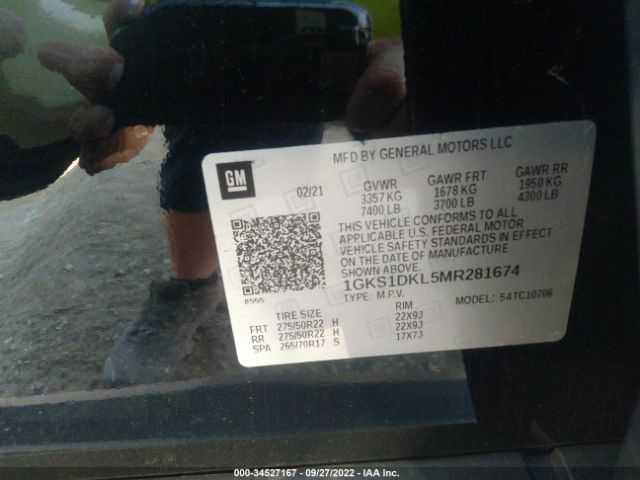 MFD BY GENERAL MOTORS LLC
GM
02/21
GVWR
3357 KG
7400 LB
GAWR FRT
1678 KG
3700 LB
GAWR RR
1950 KG
4300 LB
THIS VEHICLE CONFORMS TO ALL
APPLICABLE U.S. FEDERAL MOTOR
VEHICLE SAFETY STANDARDS IN EFFECT
ON THE DATE OF MANUFACTURE
SHOWN ABOVE.
1GKS1DKL5MR281674
TYPE: M.P.V.
MODEL: 54TC10706
8555
TIRE SIZE RIM
FRT 275/50R22 H 22X9J
RR 275/50R22 H 22X9J
SPA 265/70R17 S 17X7J
000-34527167 - 09/27/2022 - IAA Inc.